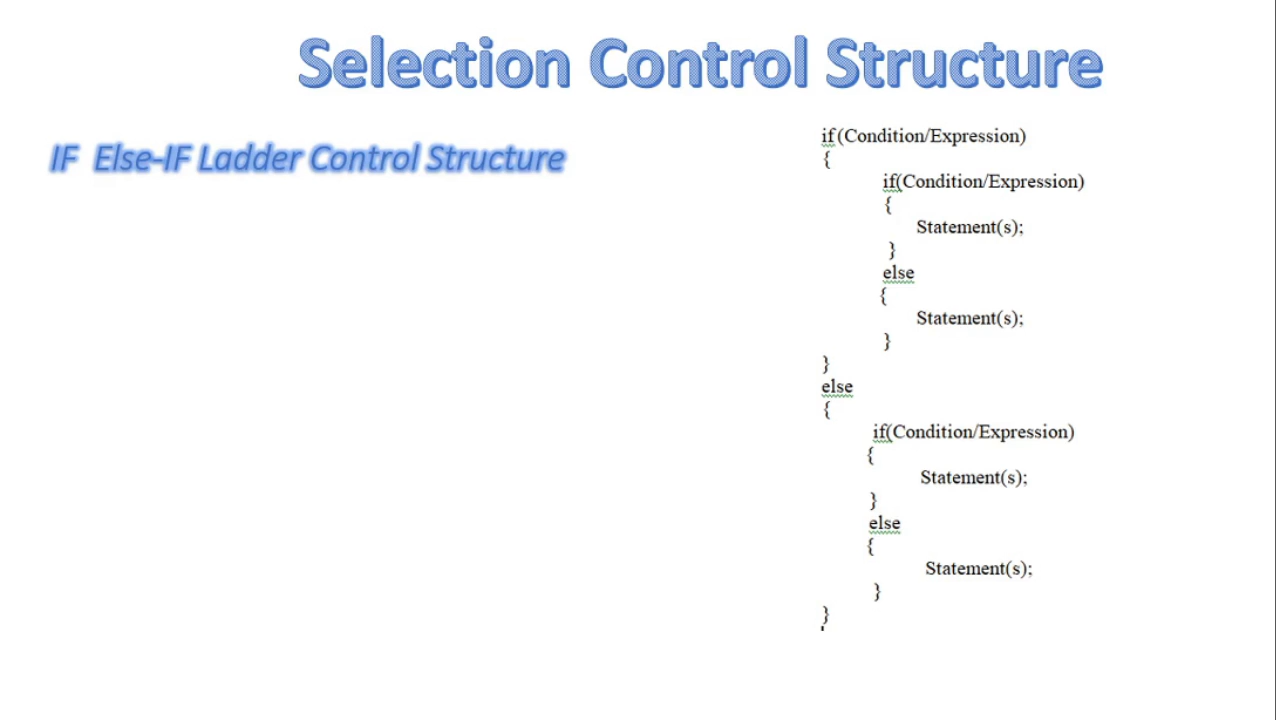 Selection Control Structure
IF Else-IF Ladder Control Structure
if(Condition/Expression)
{
if(Condition/Expression)
{
Statement(s);
}
else
{
Statement(s);
}
}
else
{
if(Condition/Expression)
{
Statement(s);
}
else
{
Statement(s);
}
}